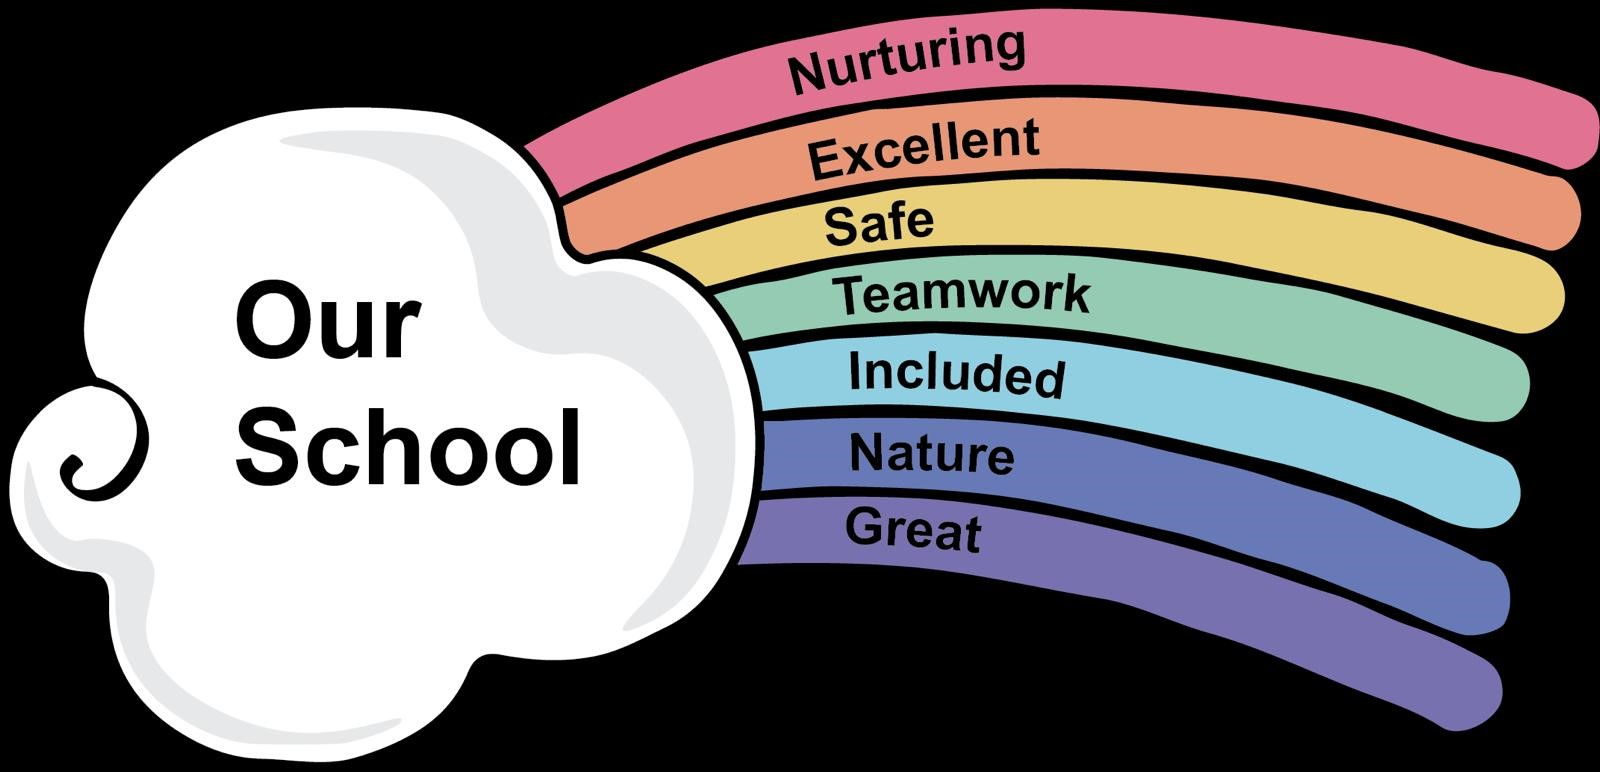 Our
School
Nurturing
Excellent
Safe
Teamwork
Included
Nature
Great